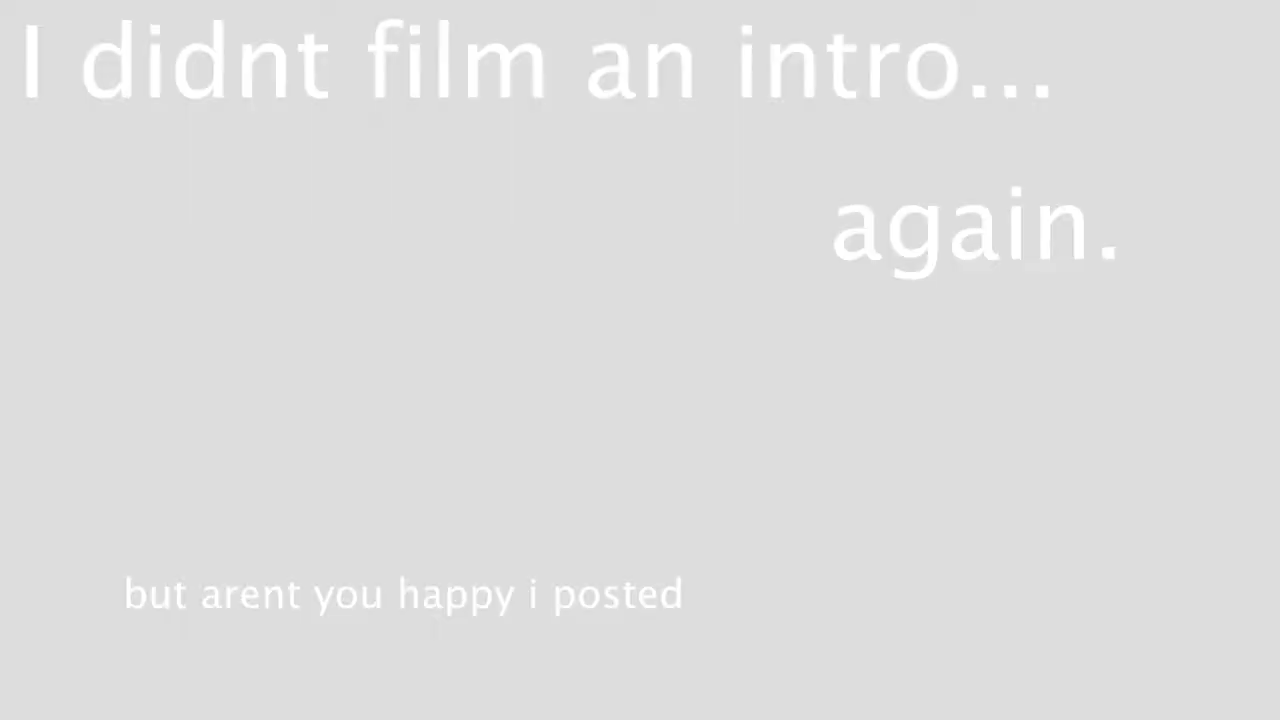 I didnt film an intro...
again.
but arent you happy i posted